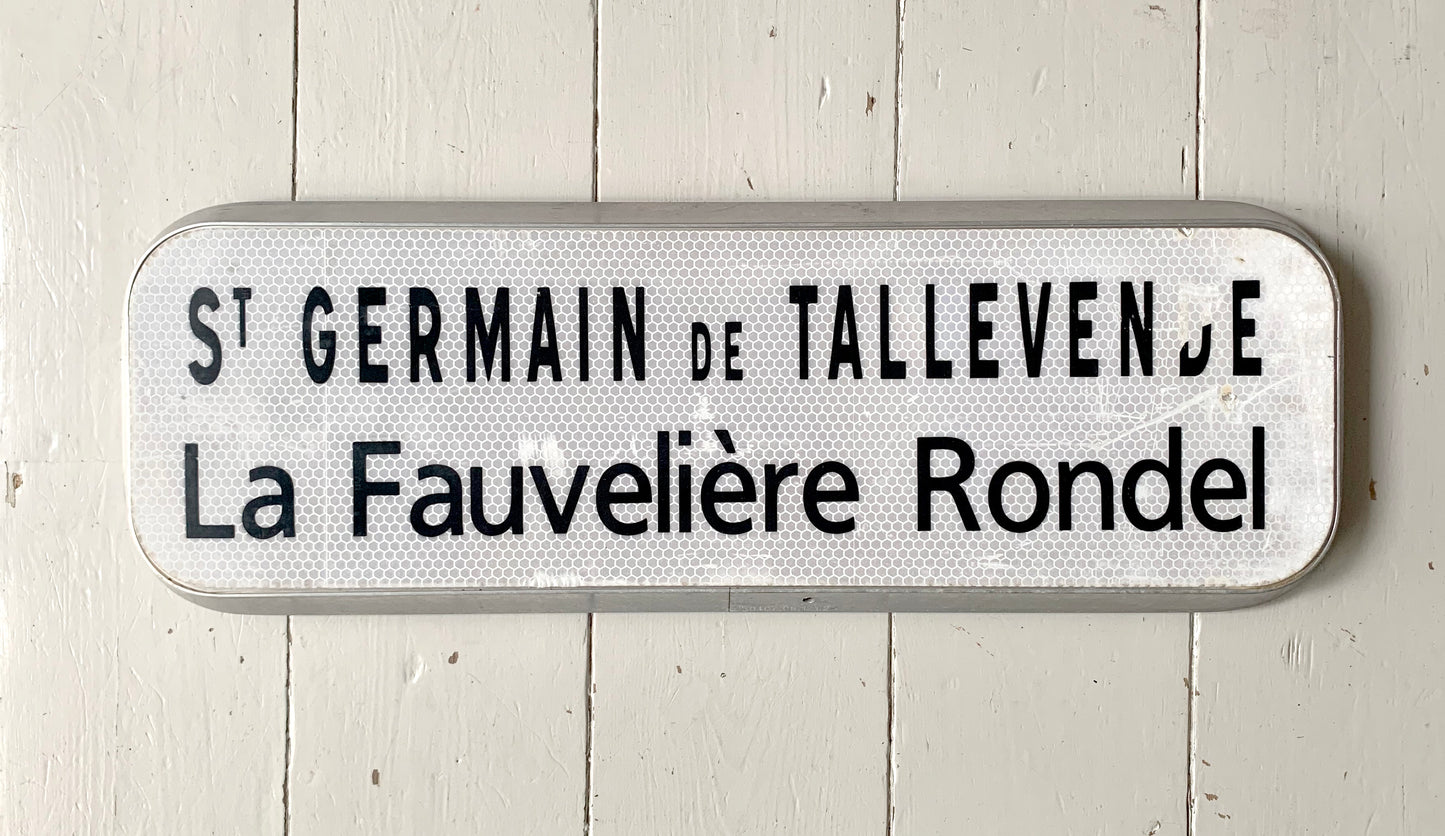 ST GERMAIN DE TALLEVENDE
La Fauvelière Rondel